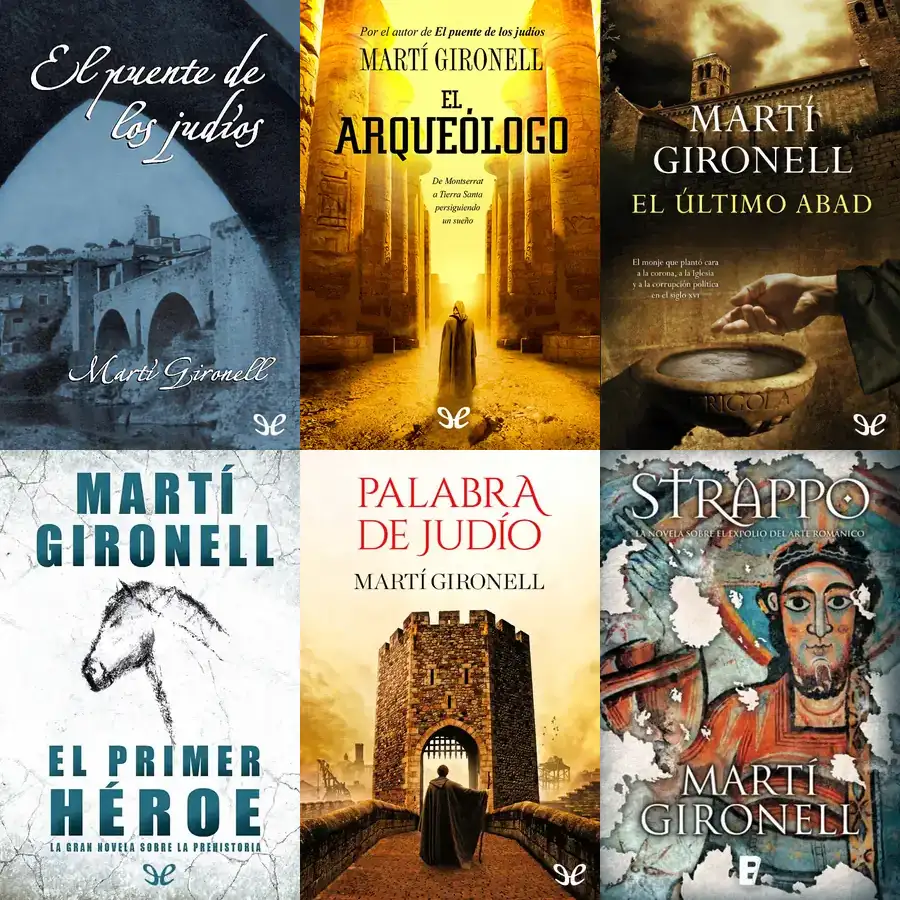 El puente de
los judíos
Martí Gironell
Por el autor de El puente de los judíos
MARTÍ GIRONELL
EL
ARQUEÓLOGO
De Montserrat
a Tierra Santa
persiguiendo
un sueño
MARTÍ
GIRONELL
EL ÚLTIMO ABAD
El monje que plantó cara
a la corona, a la Iglesia
y a la corrupción política
en el siglo XVI
RIGOLA
MARTÍ
GIRONELL
EL PRIMER
HÉROE
LA GRAN NOVELA SOBRE LA PREHISTORIA
PALABRA
DE JUDÍO
MARTÍ GIRONELL
STRAPPO
LA NOVELA SOBRE EL EXPOLIO DEL ARTE ROMÁNICO
MARTÍ
GIRONELL
B